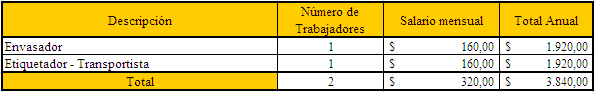 Descripción Número de Trabajadores Salario mensual Total Anual
Envasador 1 $ 160,00 $ 1.920,00
Etiquetador - Transportista 1 $ 160,00 $ 1.920,00
Total 2 $ 320,00 $ 3.840,00